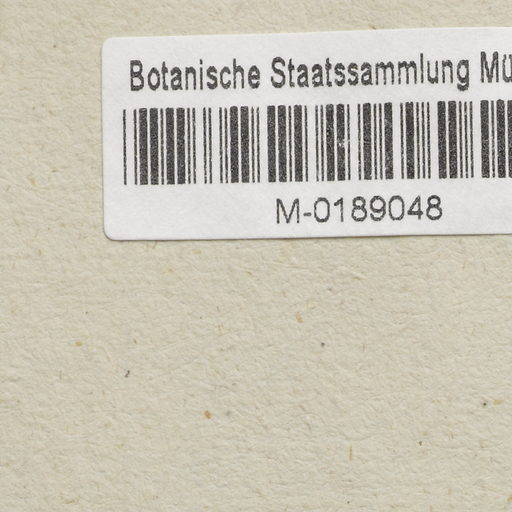 Botanische Staatssammlung Mü
M-0189048